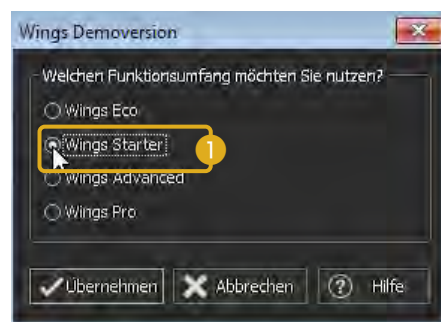 Wings Demoversion
Welchen Funktionsumfang möchten Sie nutzen?
Wings Eco
Wings Starter
1
Wings Advanced
Wings Pro
Übernehmen
Abbrechen
? Hilfe